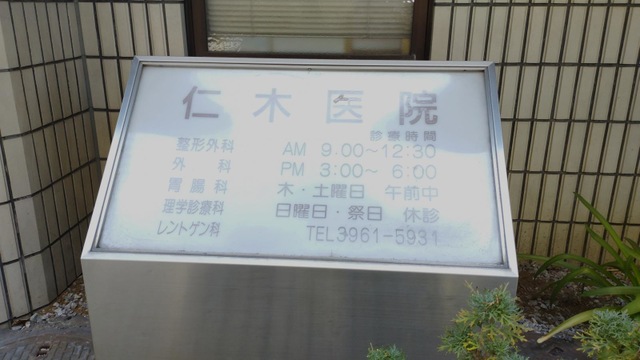 仁木医院
診療時間
整形外科 AM 9:00〜12:30
外科 PM 3:00〜6:00
胃腸科 木・土曜日 午前中
理学診療科 日曜日・祭日 休診
レントゲン科 TEL3961-5931